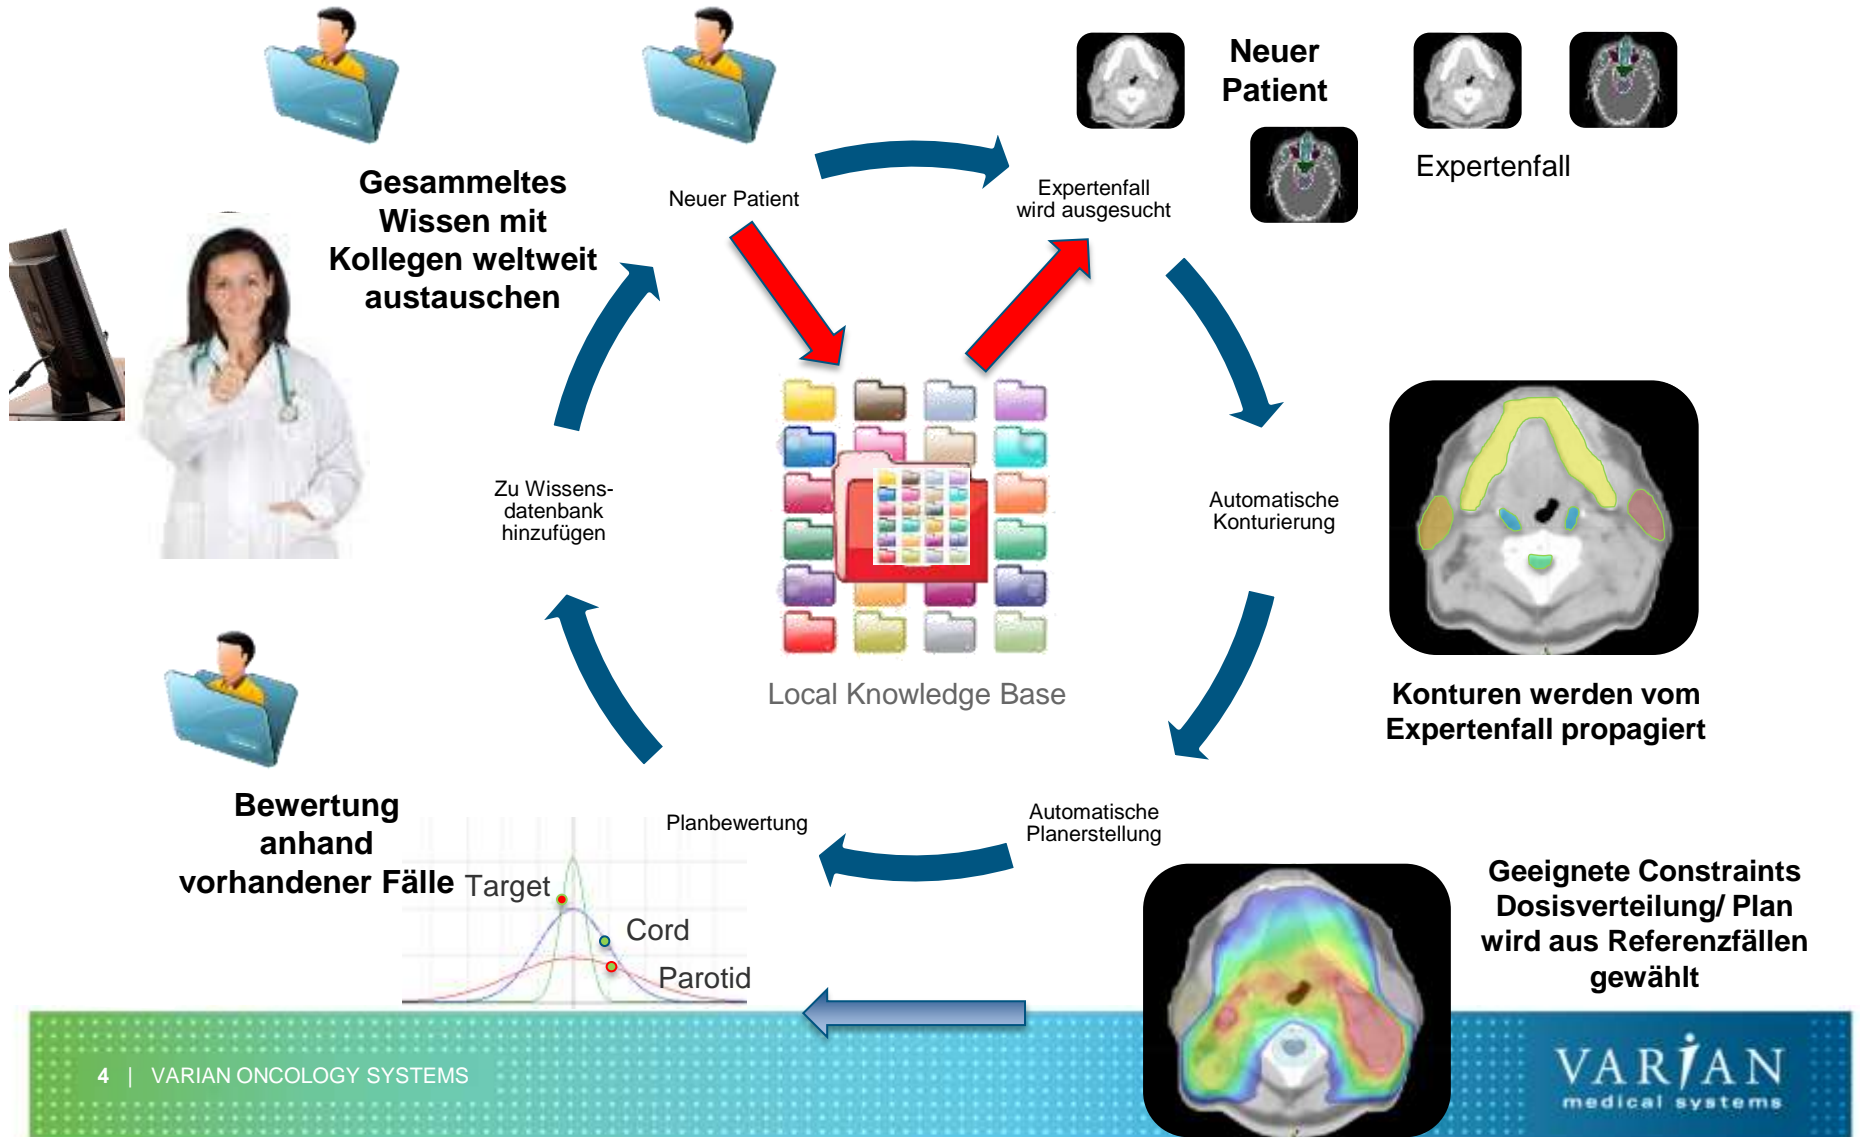 Neuer
Patient
Expertenfall
Gesammeltes
Wissen mit
Kollegen weltweit
austauschen
Neuer Patient
Expertenfall
wird ausgesucht
Zu Wissens-
datenbank
hinzufügen
Automatische
Konturierung
Local Knowledge Base
Konturen werden vom
Expertenfall propagiert
Bewertung
anhand
vorhandener Fälle
Planbewertung
Automatische
Planerstellung
Target
Cord
Parotid
Geeignete Constraints
Dosisverteilung/ Plan
wird aus Referenzfällen
gewählt
4 | VARIAN ONCOLOGY SYSTEMS
VARIAN
medical systems